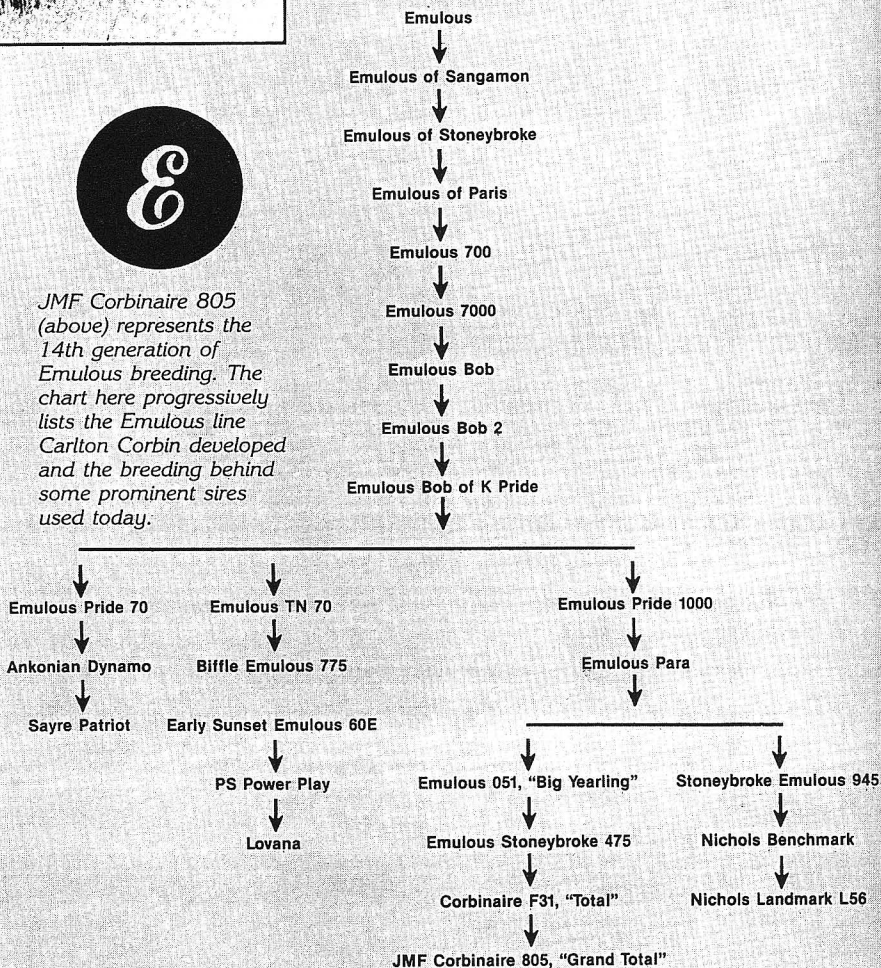 Emulous
Emulous of Sangamon
Emulous of Stoneybroke
Emulous of Paris
Emulous 700
Emulous 7000
Emulous Bob
Emulous Bob 2
Emulous Bob of K Pride
E
JMF Corbinaire 805
(above) represents the
14th generation of
Emulous breeding. The
chart here progressively
lists the Emulous line
Carlton Corbin developed
and the breeding behind
some prominent sires
used today.
Emulous Pride 70
Ankonian Dynamo
Sayre Patriot
Emulous TN 70
Biffle Emulous 775
Early Sunset Emulous 60E
PS Power Play
Lovana
Emulous Pride 1000
Emulous Para
Emulous 051, "Big Yearling"
Emulous Stoneybroke 475
Corbinaire F31, "Total"
JMF Corbinaire 805, "Grand Total"
Stoneybroke Emulous 945
Nichols Benchmark
Nichols Landmark L56